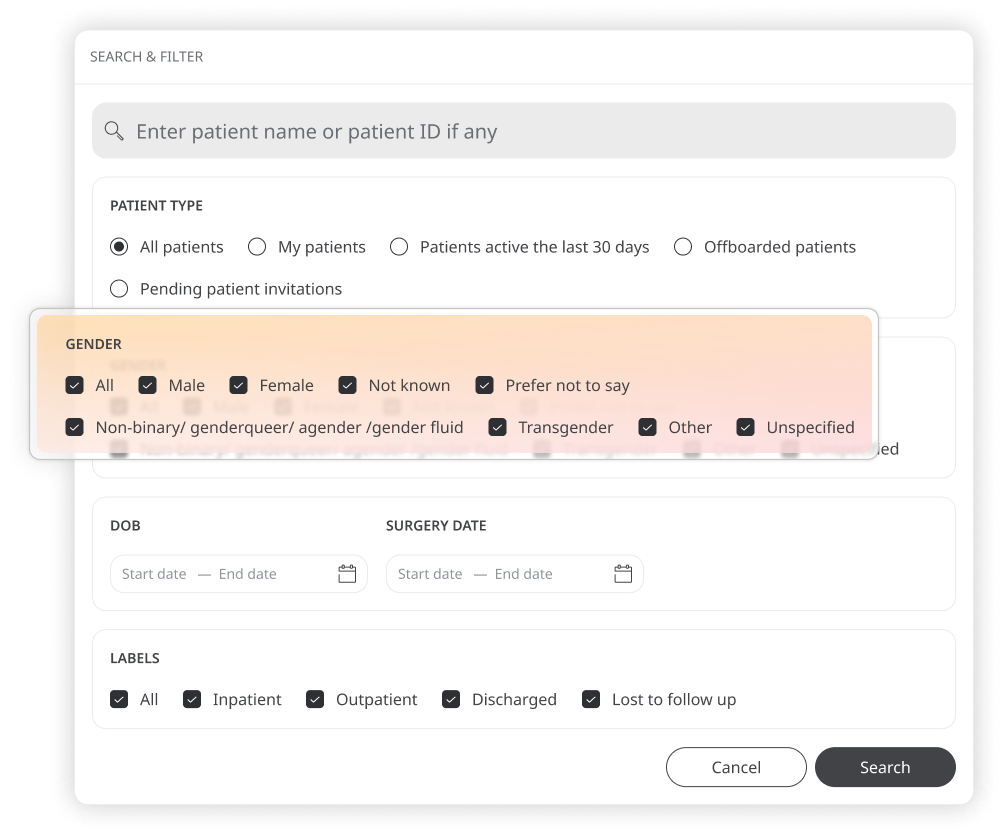 SEARCH & FILTER
Enter patient name or patient ID if any
PATIENT TYPE
All patients My patients Patients active the last 30 days Offboarded patients
Pending patient invitations
GENDER
All Male Female Not known Prefer not to say
Non-binary/ genderqueer/ agender /gender fluid Transgender Other Unspecified
DOB SURGERY DATE
Start date — End date Start date — End date
LABELS
All Inpatient Outpatient Discharged Lost to follow up
Cancel Search